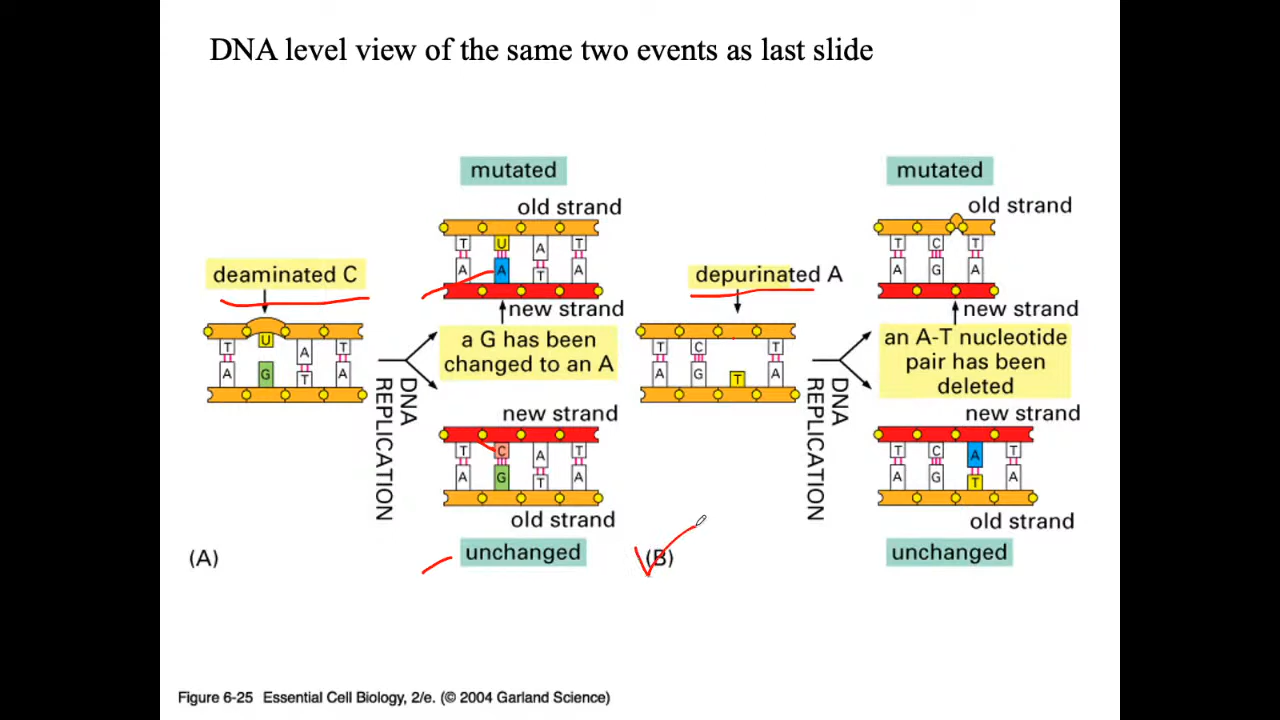 DNA level view of the same two events as last slide
mutated
old strand
T U A T
A A T A
new strand
deaminated C
T U A T
A G T A
a G has been
changed to an A
DNA
REPLICATION
new strand
T C A T
A G T A
old strand
unchanged
(A)
mutated
old strand
T C T
A G A
new strand
depurinated A
T C T
A G T A
an A-T nucleotide
pair has been
deleted
DNA
REPLICATION
new strand
T C A T
A G T A
old strand
unchanged
(B)
Figure 6-25 Essential Cell Biology, 2/e. (© 2004 Garland Science)